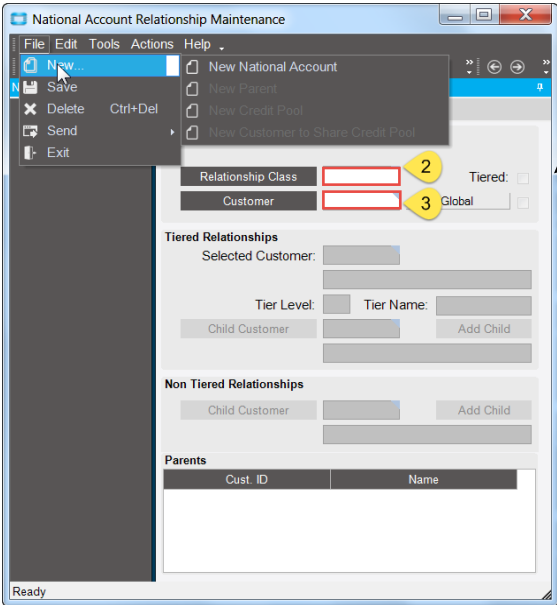 National Account Relationship Maintenance
File Edit Tools Actions Help
New... New National Account
Save New Parent
Delete Ctrl+Del New Credit Pool
Send New Customer to Share Credit Pool
Exit
Relationship Class 2 Tiered:
Customer 3 Global
Tiered Relationships
Selected Customer:
Tier Level: Tier Name:
Child Customer Add Child
Non Tiered Relationships
Child Customer Add Child
Parents
Cust. ID Name
Ready